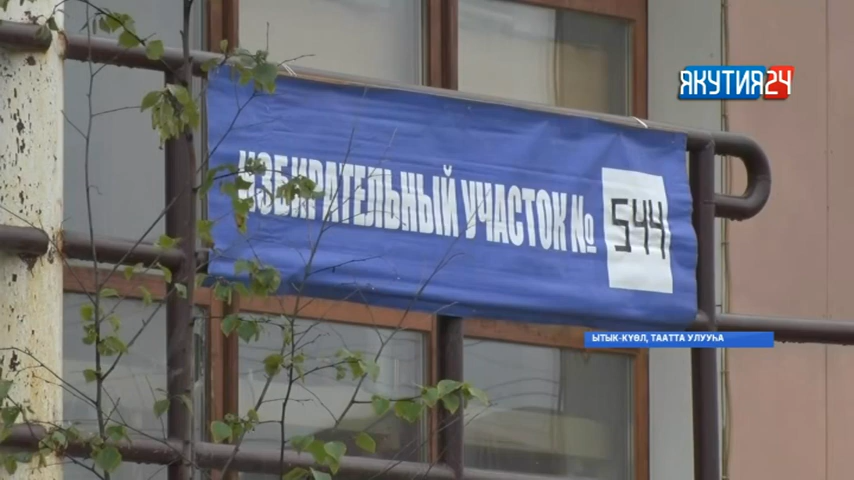 ЯКУТИЯ24
ИЗБИРАТЕЛЬНЫЙ УЧАСТОК № 544
ЫТЫК-КҮӨЛ, ТААТТА УЛУУҺА